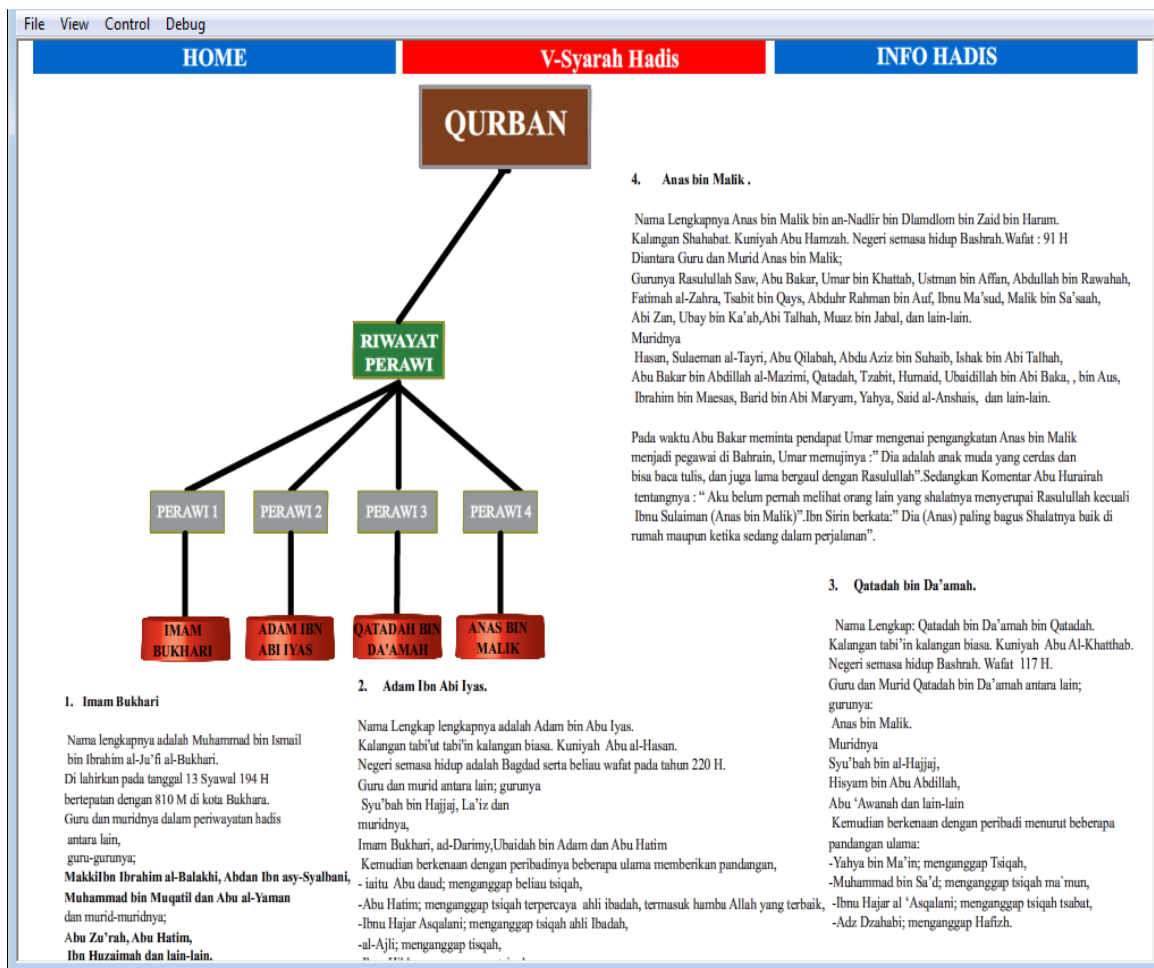 File View Control Debug
HOME
V-Syarah Hadis
INFO HADIS
QURBAN
RIWAYAT
PERAWI
PERAWI 1
PERAWI 2
PERAWI 3
PERAWI 4
IMAM
BUKHARI
ADAM IBN
ABI IYAS
QATADAH BIN
DA'AMAH
ANAS BIN
MALIK
1. Imam Bukhari
Nama lengkapnya adalah Muhammad bin Ismail
bin Ibrahim al-Ju'fi al-Bukhari.
Di lahirkan pada tanggal 13 Syawal 194 H
bertepatan dengan 810 M di kota Bukhara.
Guru dan muridnya dalam periwayatan hadis
antara lain,
guru-gurunya;
MakkiIbn Ibrahim al-Balakhi, Abdan Ibn asy-Syalbani,
Muhammad bin Muqatil dan Abu al-Yaman
dan murid-muridnya;
Abu Zu'rah, Abu Hatim,
Ibn Huzaimah dan lain-lain.
2. Adam Ibn Abi Iyas.
Nama Lengkap lengkapnya adalah Adam bin Abu Iyas.
Kalangan tabi'ut tabi'in kalangan biasa. Kuniyah Abu al-Hasan.
Negeri semasa hidup adalah Bagdad serta beliau wafat pada tahun 220 H.
Guru dan murid antara lain; gurunya
Syu'bah bin Hajjaj, La'iz dan
muridnya,
Imam Bukhari, ad-Darimy,Ubaidah bin Adam dan Abu Hatim
Kemudian berkenaan dengan peribadinya beberapa ulama memberikan pandangan,
- iaitu Abu daud; menganggap beliau tsiqah,
-Abu Hatim; menganggap tsiqah terpercaya ahli ibadah, termasuk hamba Allah yang terbaik,
-Ibnu Hajar Asqalani; menganggap tsiqah ahli Ibadah,
-al-Ajli; menganggap tisqah,
3. Qatadah bin Da'amah.
Nama Lengkap: Qatadah bin Da'amah bin Qatadah.
Kalangan tabi'in kalangan biasa. Kuniyah Abu Al-Khatthab.
Negeri semasa hidup Bashrah. Wafat 117 H.
Guru dan Murid Qatadah bin Da'amah antara lain;
gurunya:
Anas bin Malik.
Muridnya
Syu'bah bin al-Hajjaj,
Hisyam bin Abu Abdillah,
Abu 'Awanah dan lain-lain
Kemudian berkenaan dengan peribadi menurut beberapa
pandangan ulama:
-Yahya bin Ma'in; menganggap Tsiqah,
-Muhammad bin Sa'd; menganggap tsiqah ma`mun,
-Ibnu Hajar al 'Asqalani; menganggap tsiqah tsabat,
-Adz Dzahabi; menganggap Hafizh.
4. Anas bin Malik .
Nama Lengkapnya Anas bin Malik bin an-Nadlir bin Dlamdlom bin Zaid bin Haram.
Kalangan Shahabat. Kuniyah Abu Hamzah. Negeri semasa hidup Bashrah.Wafat : 91 H
Diantara Guru dan Murid Anas bin Malik;
Gurunya Rasulullah Saw, Abu Bakar, Umar bin Khattab, Ustman bin Affan, Abdullah bin Rawahah,
Fatimah al-Zahra, Tsabit bin Qays, Abduhr Rahman bin Auf, Ibnu Ma'sud, Malik bin Sa'saah,
Abi Zan, Ubay bin Ka'ab,Abi Talhah, Muaz bin Jabal, dan lain-lain.
Muridnya
Hasan, Sulaeman al-Tayri, Abu Qilabah, Abdu Aziz bin Suhaib, Ishak bin Abi Talhah,
Abu Bakar bin Abdillah al-Mazimi, Qatadah, Tzabit, Humaid, Ubaidillah bin Abi Baka, , bin Aus,
Ibrahim bin Maesas, Barid bin Abi Maryam, Yahya, Said al-Anshais, dan lain-lain.
Pada waktu Abu Bakar meminta pendapat Umar mengenai pengangkatan Anas bin Malik
menjadi pegawai di Bahrain, Umar memujinya :" Dia adalah anak muda yang cerdas dan
bisa baca tulis, dan juga lama bergaul dengan Rasulullah".Sedangkan Komentar Abu Hurairah
tentangnya : " Aku belum pernah melihat orang lain yang shalatnya menyerupai Rasulullah kecuali
Ibnu Sulaiman (Anas bin Malik)".Ibn Sirin berkata:" Dia (Anas) paling bagus Shalatnya baik di
rumah maupun ketika sedang dalam perjalanan".